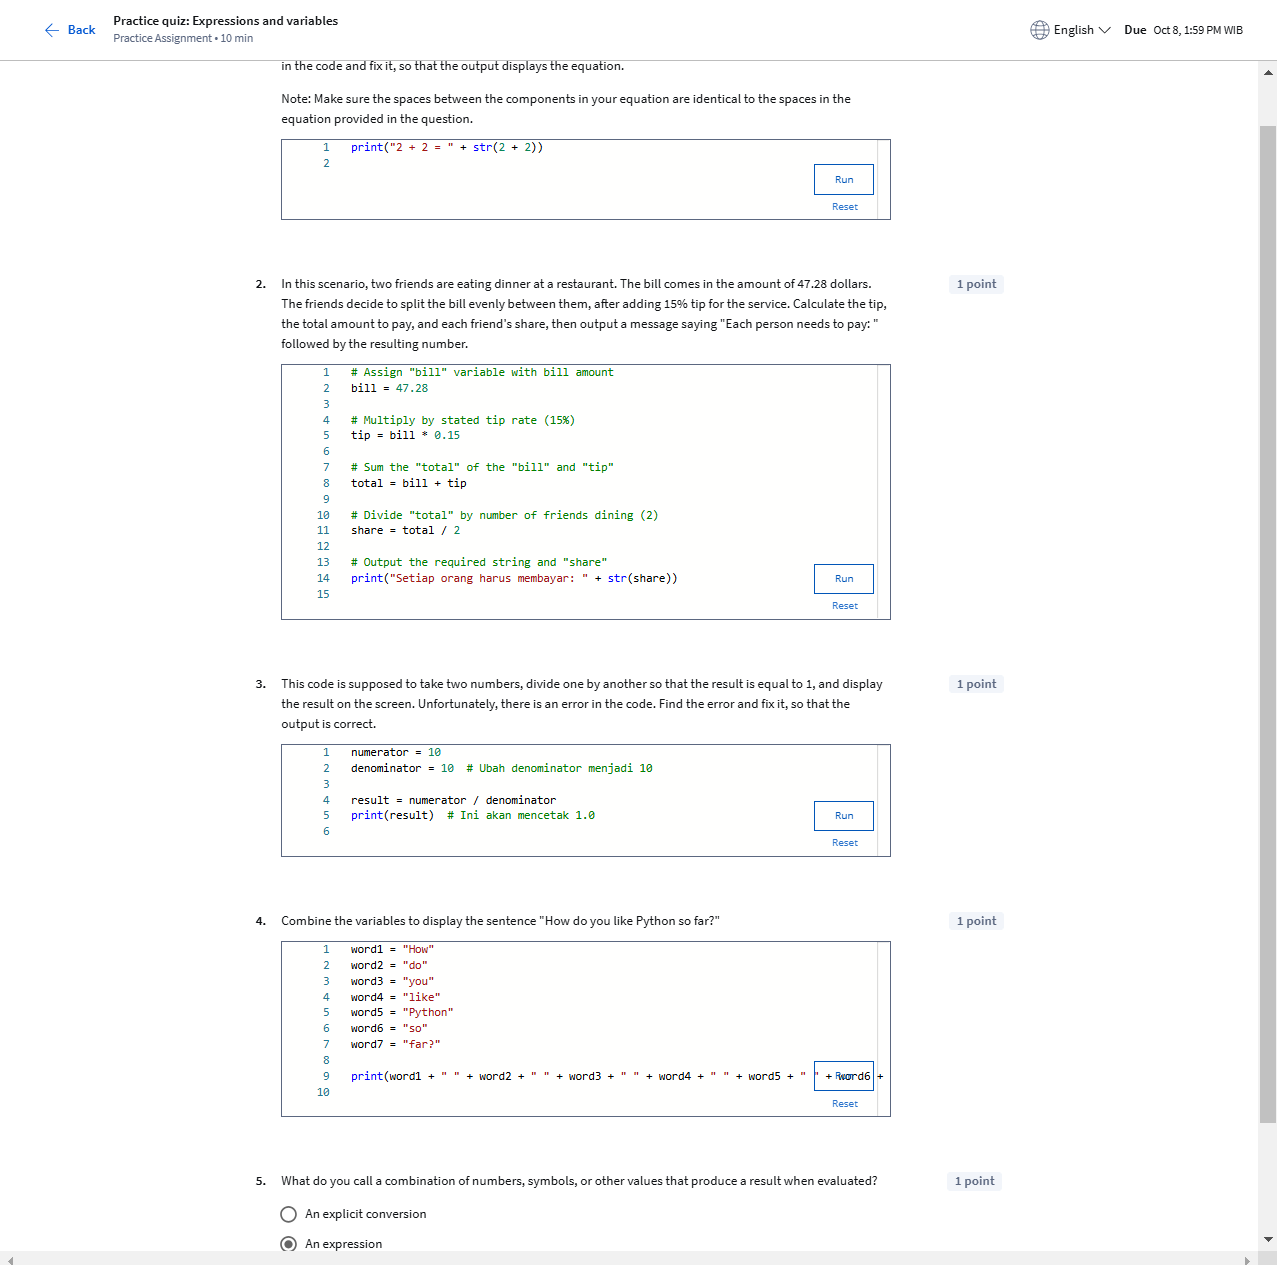 Back
Practice quiz: Expressions and variables
Practice Assignment • 10 min
English
Due Oct 8, 1:59 PM WIB
in the code and fix it, so that the output displays the equation.
Note: Make sure the spaces between the components in your equation are identical to the spaces in the
equation provided in the question.
1 print("2 + 2 = " + str(2 + 2))
2
Run
Reset
2. In this scenario, two friends are eating dinner at a restaurant. The bill comes in the amount of 47.28 dollars.
1 point
The friends decide to split the bill evenly between them, after adding 15% tip for the service. Calculate the tip,
the total amount to pay, and each friend's share, then output a message saying "Each person needs to pay: "
followed by the resulting number.
1 # Assign "bill" variable with bill amount
2 bill = 47.28
3
4 # Multiply by stated tip rate (15%)
5 tip = bill * 0.15
6
7 # Sum the "total" of the "bill" and "tip"
8 total = bill + tip
9
10 # Divide "total" by number of friends dining (2)
11 share = total / 2
12
13 # Output the required string and "share"
14 print("Setiap orang harus membayar: " + str(share))
15
Run
Reset
3. This code is supposed to take two numbers, divide one by another so that the result is equal to 1, and display
1 point
the result on the screen. Unfortunately, there is an error in the code. Find the error and fix it, so that the
output is correct.
1 numerator = 10
2 denominator = 10 # Ubah denominator menjadi 10
3
4 result = numerator / denominator
5 print(result) # Ini akan mencetak 1.0
6
Run
Reset
4. Combine the variables to display the sentence "How do you like Python so far?"
1 point
1 word1 = "How"
2 word2 = "do"
3 word3 = "you"
4 word4 = "like"
5 word5 = "Python"
6 word6 = "so"
7 word7 = "far?"
8
9 print(word1 + " " + word2 + " " + word3 + " " + word4 + " " + word5 + " " + word6 +
10
Run
Reset
5. What do you call a combination of numbers, symbols, or other values that produce a result when evaluated?
1 point
An explicit conversion
An expression